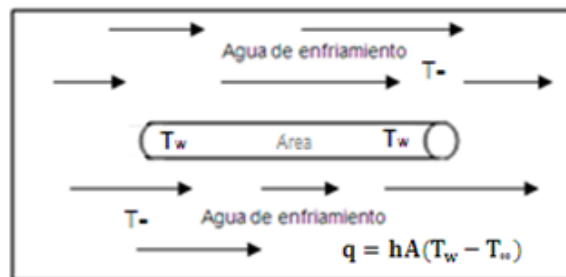 Agua de enfriamiento
T∞
Tw Area Tw
T∞
Agua de enfriamiento
q = hA(Tw − T∞)